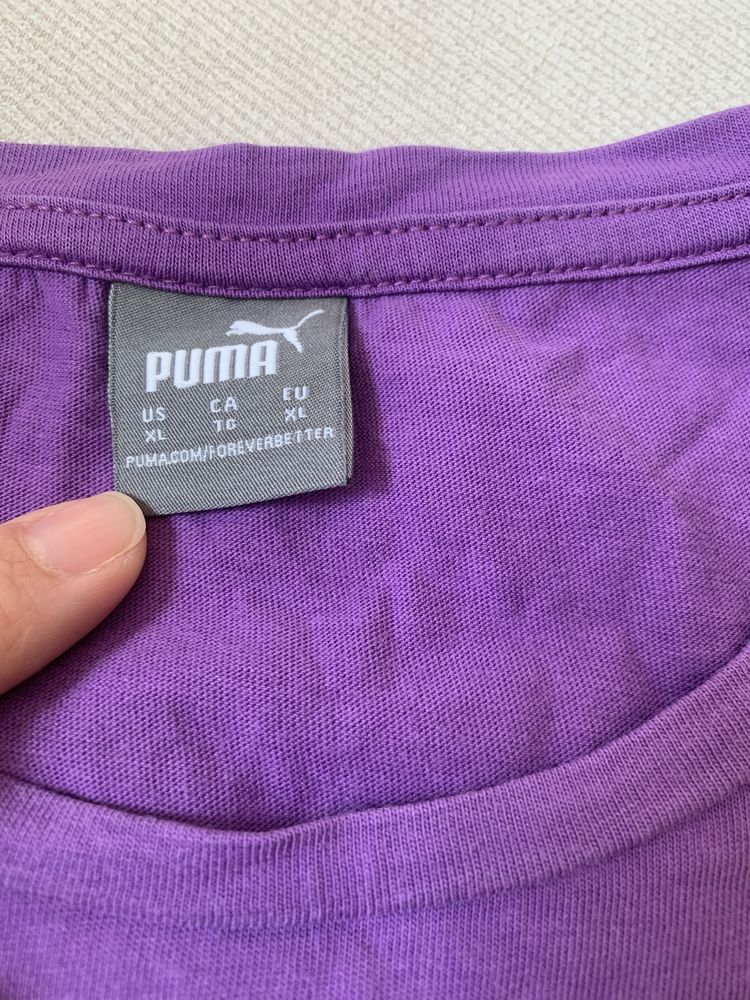 PUMA
US CA EU
XL TG XL
PUMA.COM/FOREVERBETTER